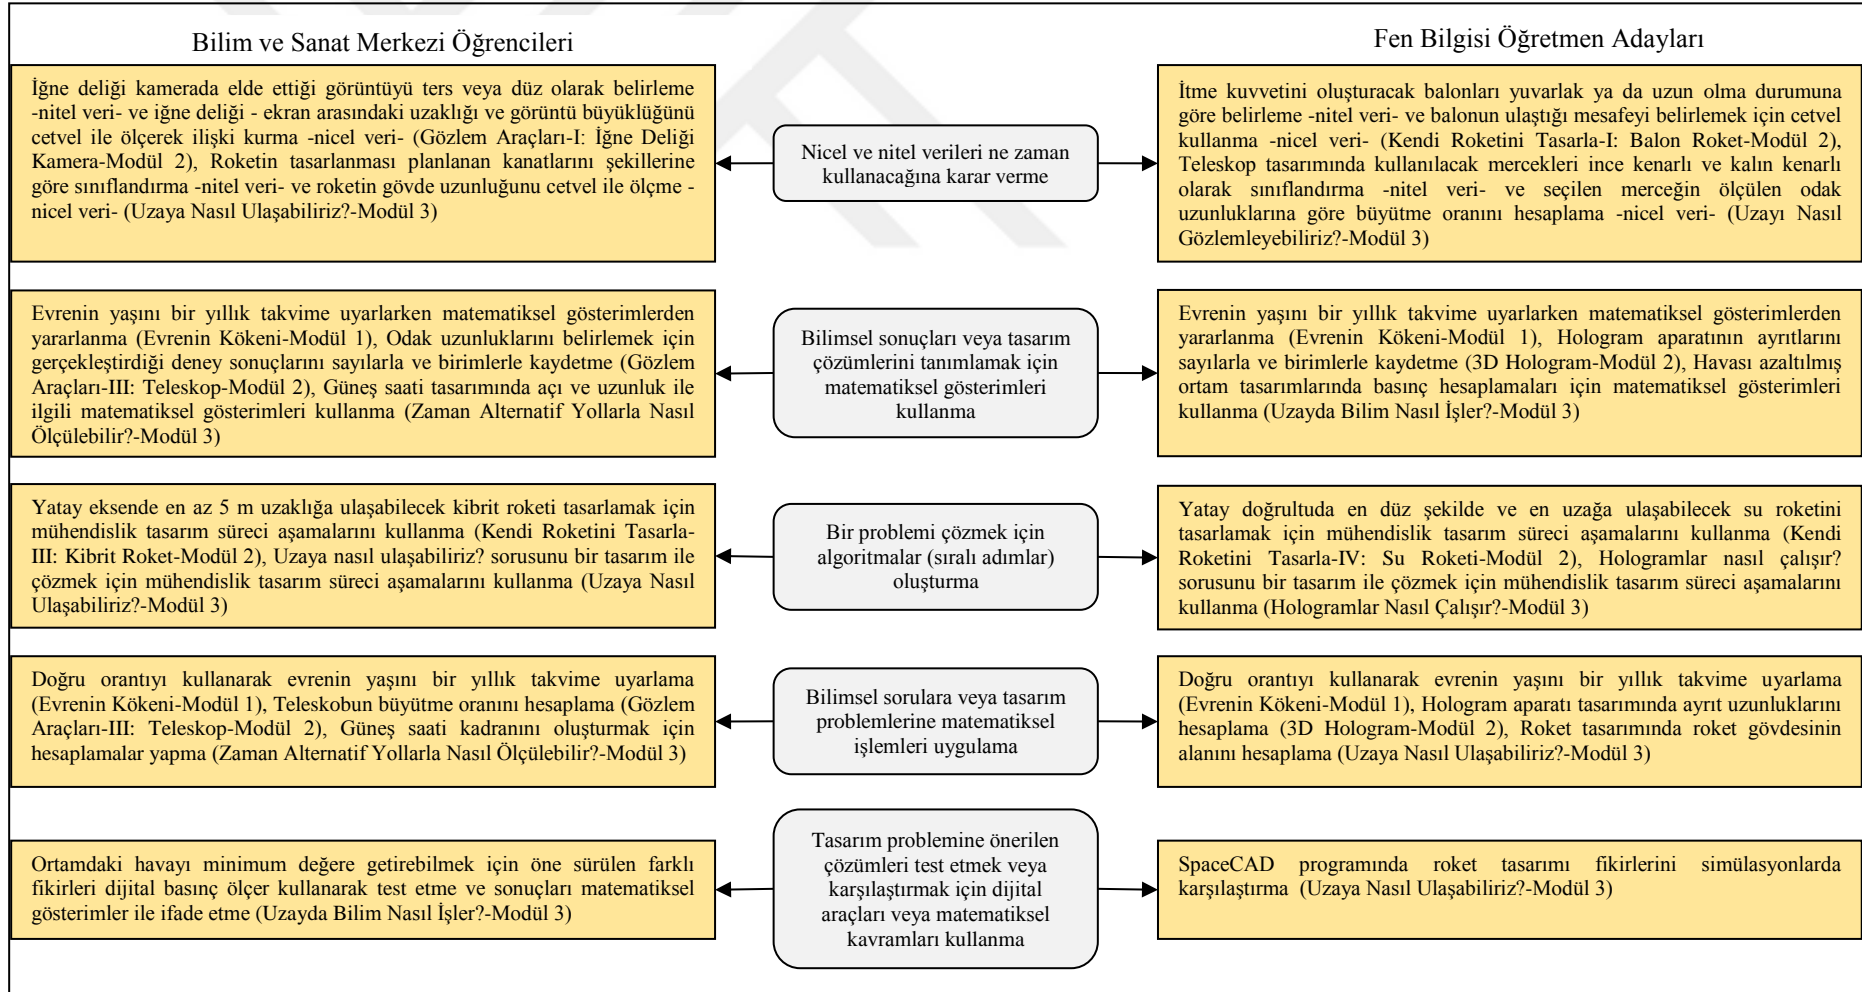 Bilim ve Sanat Merkezi Öğrencileri
Fen Bilgisi Öğretmen Adayları
İğne deliği kamerada elde ettiği görüntüyü ters veya düz olarak belirleme
-nitel veri- ve iğne deliği - ekran arasındaki uzaklığı ve görüntü büyüklüğünü
cetvel ile ölçerek ilişki kurma -nicel veri- (Gözlem Araçları-I: İğne Deliği
Kamera-Modül 2), Roketin tasarlanması planlanan kanatlarını şekillerine
göre sınıflandırma -nitel veri- ve roketin gövde uzunluğunu cetvel ile ölçme -
nicel veri- (Uzaya Nasıl Ulaşabiliriz?-Modül 3)
Nicel ve nitel verileri ne zaman
kullanacağına karar verme
İtme kuvvetini oluşturacak balonları yuvarlak ya da uzun olma durumuna
göre belirleme -nitel veri- ve balonun ulaştığı mesafeyi belirlemek için cetvel
kullanma -nicel veri- (Kendi Roketini Tasarla-I: Balon Roket-Modül 2),
Teleskop tasarımında kullanılacak mercekleri ince kenarlı ve kalın kenarlı
olarak sınıflandırma -nitel veri- ve seçilen merceğin ölçülen odak
uzunluklarına göre büyütme oranını hesaplama -nicel veri- (Uzayı Nasıl
Gözlemleyebiliriz?-Modül 3)
Evrenin yaşını bir yıllık takvime uyarlarken matematiksel gösterimlerden
yararlanma (Evrenin Kökeni-Modül 1), Odak uzunluklarını belirlemek için
gerçekleştirdiği deney sonuçlarını sayılarla ve birimlerle kaydetme (Gözlem
Araçları-III: Teleskop-Modül 2), Güneş saati tasarımında açı ve uzunluk ile
ilgili matematiksel gösterimleri kullanma (Zaman Alternatif Yollarla Nasıl
Ölçülebilir?-Modül 3)
Bilimsel sonuçları veya tasarım
çözümlerini tanımlamak için
matematiksel gösterimleri
kullanma
Evrenin yaşını bir yıllık takvime uyarlarken matematiksel gösterimlerden
yararlanma (Evrenin Kökeni-Modül 1), Hologram aparatının ayrıtlarını
sayılarla ve birimlerle kaydetme (3D Hologram-Modül 2), Havası azaltılmış
ortam tasarımlarında basınç hesaplamaları için matematiksel gösterimleri
kullanma (Uzayda Bilim Nasıl İşler?-Modül 3)
Yatay eksende en az 5 m uzaklığa ulaşabilecek kibrit roketi tasarlamak için
mühendislik tasarım süreci aşamalarını kullanma (Kendi Roketini Tasarla-
III: Kibrit Roket-Modül 2), Uzaya nasıl ulaşabiliriz? sorusunu bir tasarım ile
çözmek için mühendislik tasarım süreci aşamalarını kullanma (Uzaya Nasıl
Ulaşabiliriz?-Modül 3)
Bir problemi çözmek için
algoritmalar (sıralı adımlar)
oluşturma
Yatay doğrultuda en düz şekilde ve en uzağa ulaşabilecek su roketini
tasarlamak için mühendislik tasarım süreci aşamalarını kullanma (Kendi
Roketini Tasarla-IV: Su Roketi-Modül 2), Hologramlar nasıl çalışır?
sorusunu bir tasarım ile çözmek için mühendislik tasarım süreci aşamalarını
kullanma (Hologramlar Nasıl Çalışır?-Modül 3)
Doğru orantıyı kullanarak evrenin yaşını bir yıllık takvime uyarlama
(Evrenin Kökeni-Modül 1), Teleskobun büyütme oranını hesaplama (Gözlem
Araçları-III: Teleskop-Modül 2), Güneş saati kadranını oluşturmak için
hesaplamalar yapma (Zaman Alternatif Yollarla Nasıl Ölçülebilir?-Modül 3)
Bilimsel sorulara veya tasarım
problemlerine matematiksel
işlemleri uygulama
Doğru orantıyı kullanarak evrenin yaşını bir yıllık takvime uyarlama
(Evrenin Kökeni-Modül 1), Hologram aparatı tasarımında ayrıt uzunluklarını
hesaplama (3D Hologram-Modül 2), Roket tasarımında roket gövdesinin
alanını hesaplama (Uzaya Nasıl Ulaşabiliriz?-Modül 3)
Ortamdaki havayı minimum değere getirebilmek için öne sürülen farklı
fikirleri dijital basınç ölçer kullanarak test etme ve sonuçları matematiksel
gösterimler ile ifade etme (Uzayda Bilim Nasıl İşler?-Modül 3)
Tasarım problemine önerilen
çözümleri test etmek veya
karşılaştırmak için dijital
araçları veya matematiksel
kavramları kullanma
SpaceCAD programında roket tasarımı fikirlerini simülasyonlarda
karşılaştırma (Uzaya Nasıl Ulaşabiliriz?-Modül 3)